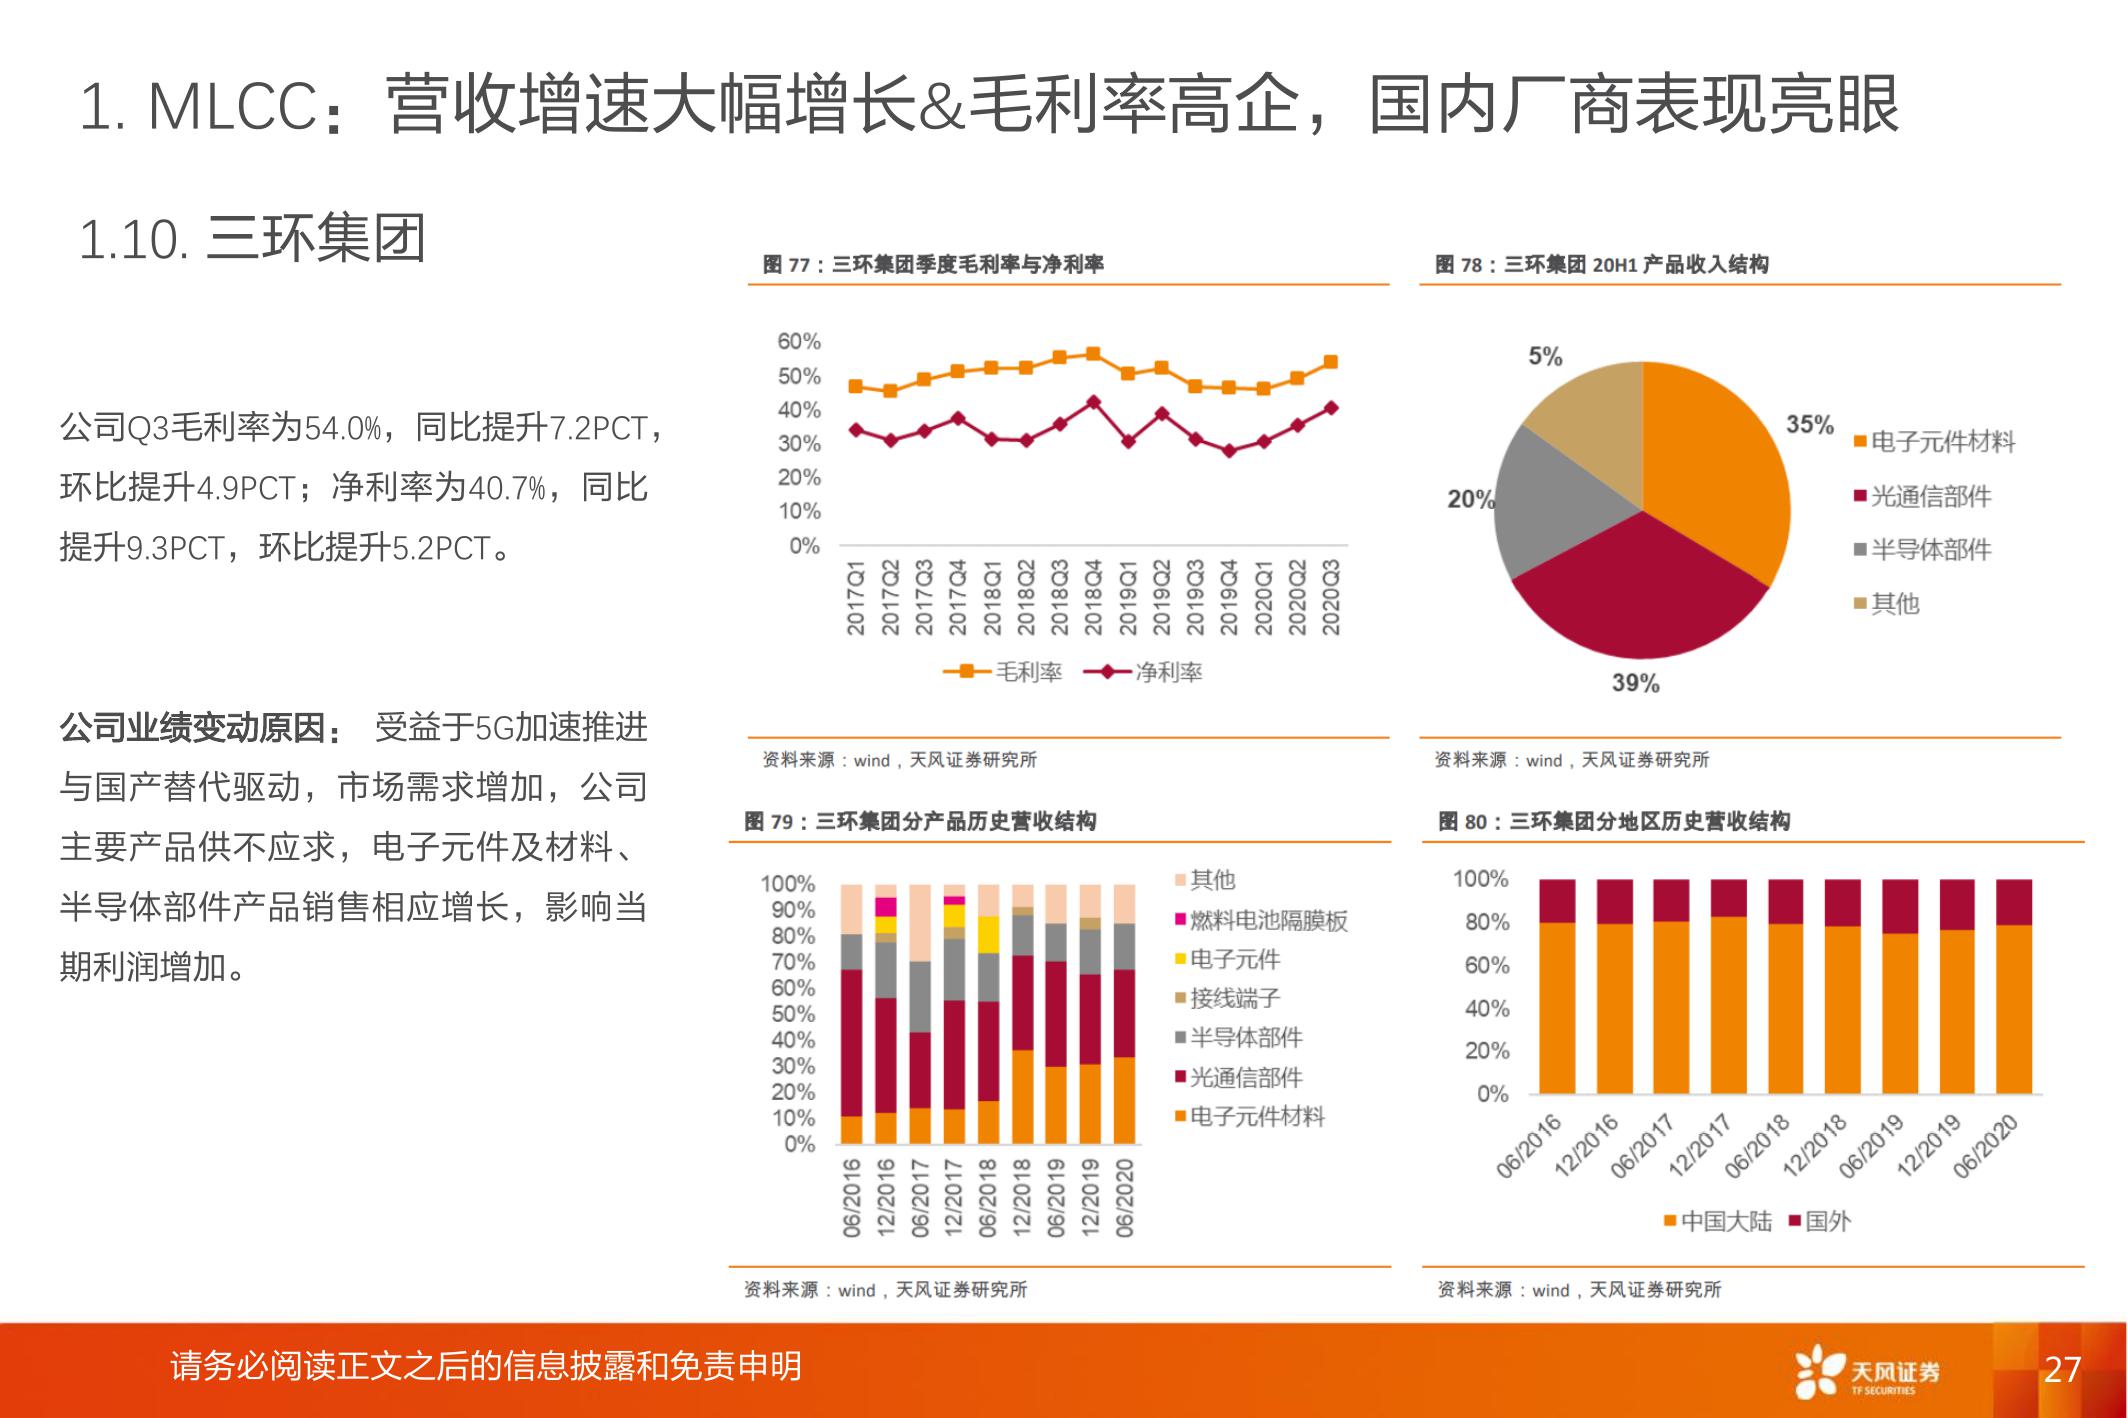 1. MLCC：营收增速大幅增长&毛利率高企，国内厂商表现亮眼
1.10. 三环集团
公司Q3毛利率为54.0%，同比提升7.2PCT，
环比提升4.9PCT；净利率为40.7%，同比
提升9.3PCT，环比提升5.2PCT。
公司业绩变动原因： 受益于5G加速推进
与国产替代驱动，市场需求增加，公司
主要产品供不应求，电子元件及材料、
半导体部件产品销售相应增长，影响当
期利润增加。
图 77：三环集团季度毛利率与净利率
60%
50%
40%
30%
20%
10%
0%
2017Q1
2017Q2
2017Q3
2017Q4
2018Q1
2018Q2
2018Q3
2018Q4
2019Q1
2019Q2
2019Q3
2019Q4
2020Q1
2020Q2
2020Q3
毛利率
净利率
资料来源：wind，天风证券研究所
图 78：三环集团 20H1 产品收入结构
5%
35%
20%
39%
电子元件材料
光通信部件
半导体部件
其他
资料来源：wind，天风证券研究所
图 79：三环集团分产品历史营收结构
100%
90%
80%
70%
60%
50%
40%
30%
20%
10%
0%
06/2016
12/2016
06/2017
12/2017
06/2018
12/2018
06/2019
12/2019
06/2020
其他
燃料电池隔膜板
电子元件
接线端子
半导体部件
光通信部件
电子元件材料
资料来源：wind，天风证券研究所
图 80：三环集团分地区历史营收结构
100%
80%
60%
40%
20%
0%
06/2016
12/2016
06/2017
12/2017
06/2018
12/2018
06/2019
12/2019
06/2020
中国大陆
国外
资料来源：wind，天风证券研究所
请务必阅读正文之后的信息披露和免责申明
天风证券
TF SECURITIES
27